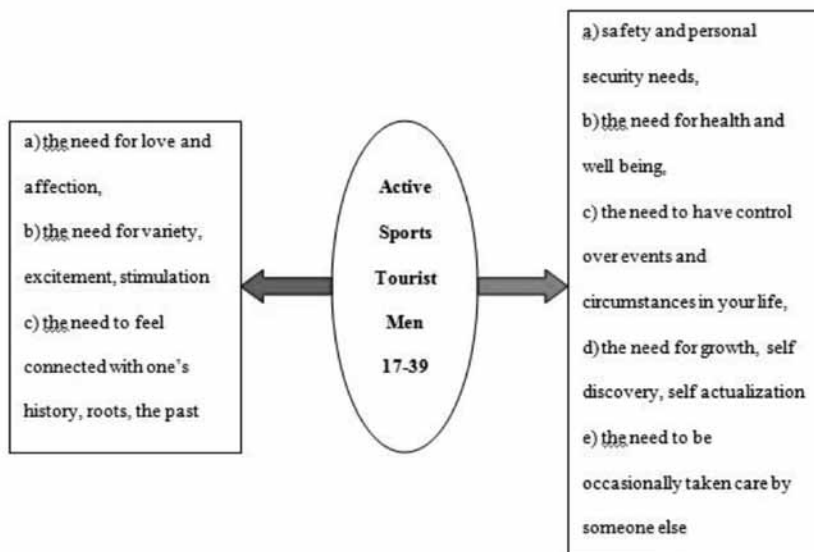 a) the need for love and
affection,
b) the need for variety,
excitement, stimulation
c) the need to feel
connected with one's
history, roots, the past
Active
Sports
Tourist
Men
17-39
a) safety and personal
security needs,
b) the need for health and
well being,
c) the need to have control
over events and
circumstances in your life,
d) the need for growth, self
discovery, self actualization
e) the need to be
occasionally taken care by
someone else